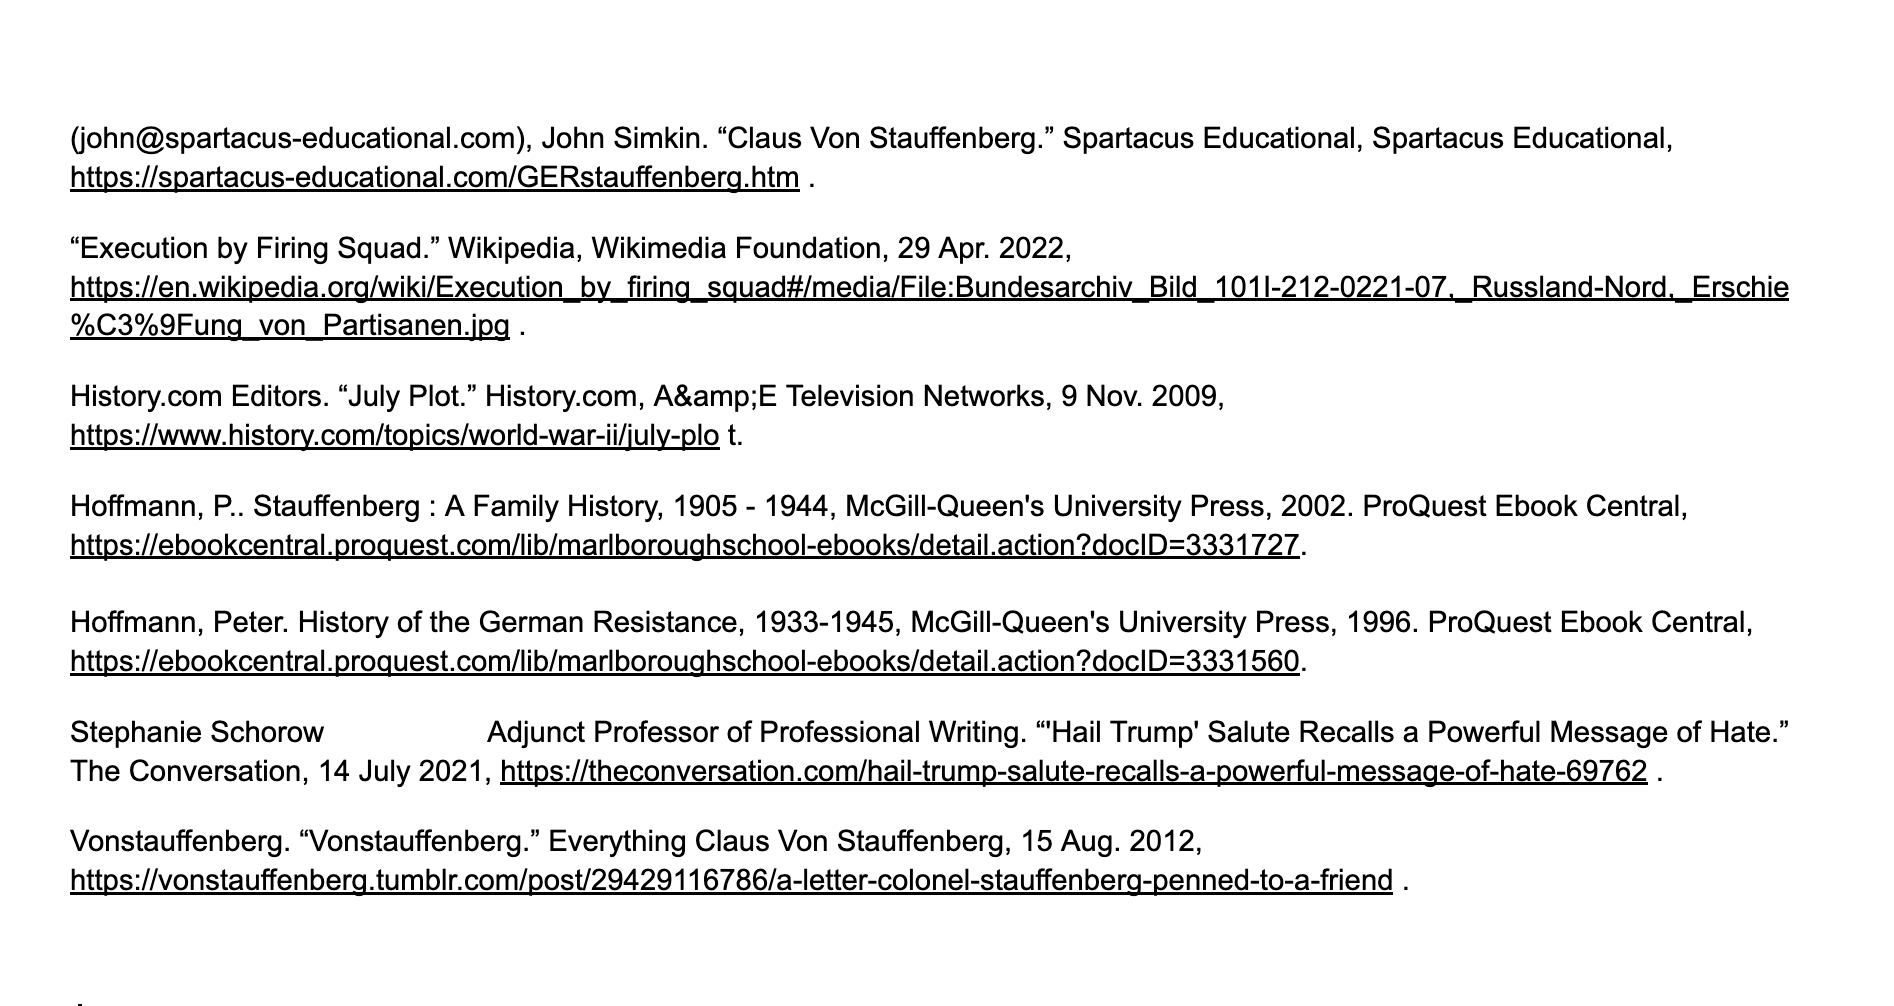 (john@spartacus-educational.com), John Simkin. “Claus Von Stauffenberg.” Spartacus Educational, Spartacus Educational,
https://spartacus-educational.com/GERstauffenberg.htm .
“Execution by Firing Squad.” Wikipedia, Wikimedia Foundation, 29 Apr. 2022,
https://en.wikipedia.org/wiki/Execution_by_firing_squad#/media/File:Bundesarchiv_Bild_101I-212-0221-07,_Russland-Nord,_Erschie
%C3%9Fung_von_Partisanen.jpg .
History.com Editors. “July Plot.” History.com, A&amp;E Television Networks, 9 Nov. 2009,
https://www.history.com/topics/world-war-ii/july-plo t.
Hoffmann, P.. Stauffenberg : A Family History, 1905 - 1944, McGill-Queen's University Press, 2002. ProQuest Ebook Central,
https://ebookcentral.proquest.com/lib/marlboroughschool-ebooks/detail.action?docID=3331727.
Hoffmann, Peter. History of the German Resistance, 1933-1945, McGill-Queen's University Press, 1996. ProQuest Ebook Central,
https://ebookcentral.proquest.com/lib/marlboroughschool-ebooks/detail.action?docID=3331560.
Stephanie Schorow Adjunct Professor of Professional Writing. “'Hail Trump' Salute Recalls a Powerful Message of Hate.”
The Conversation, 14 July 2021, https://theconversation.com/hail-trump-salute-recalls-a-powerful-message-of-hate-69762 .
Vonstauffenberg. “Vonstauffenberg.” Everything Claus Von Stauffenberg, 15 Aug. 2012,
https://vonstauffenberg.tumblr.com/post/29429116786/a-letter-colonel-stauffenberg-penned-to-a-friend .